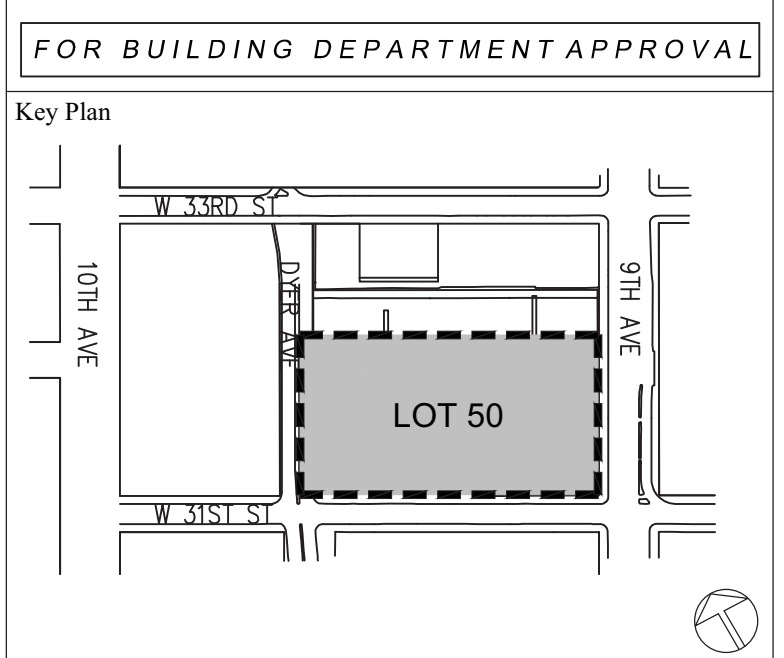 FOR BUILDING DEPARTMENT APPROVAL
Key Plan
W 33RD ST
10TH AVE
DYER AVE
9TH AVE
LOT 50
W 31ST ST